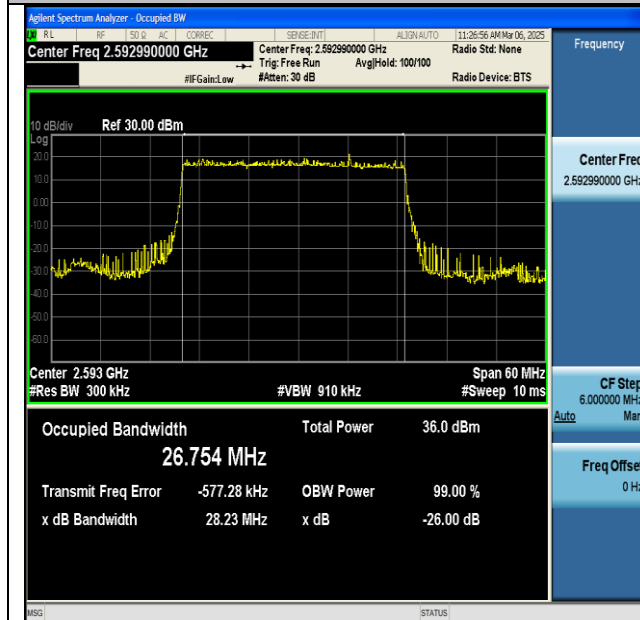 Agilent Spectrum Analyzer - Occupied BW
RL RF 50 Ω AC CORREC SENSE:INT ALIGN AUTO 11:26:56 AM Mar 06, 2025
Center Freq 2.592990000 GHz
Center Freq: 2.592990000 GHz
Radio Std: None
Trig: Free Run Avg|Hold: 100/100
#IFGain:Low
#Atten: 30 dB
Radio Device: BTS
10 dB/div Ref 30.00 dBm
Log
20.0
10.0
0.00
-10.0
-20.0
-30.0
-40.0
-50.0
-60.0
Center 2.593 GHz
Span 60 MHz
#Res BW 300 kHz
#VBW 910 kHz
#Sweep 10 ms
Occupied Bandwidth
Total Power 36.0 dBm
26.754 MHz
Transmit Freq Error -577.28 kHz
OBW Power 99.00 %
x dB Bandwidth 28.23 MHz
x dB -26.00 dB
MSG
STATUS
Frequency
Center Freq
2.592990000 GHz
CF Step
6.000000 MHz
Auto Man
Freq Offset
0 Hz